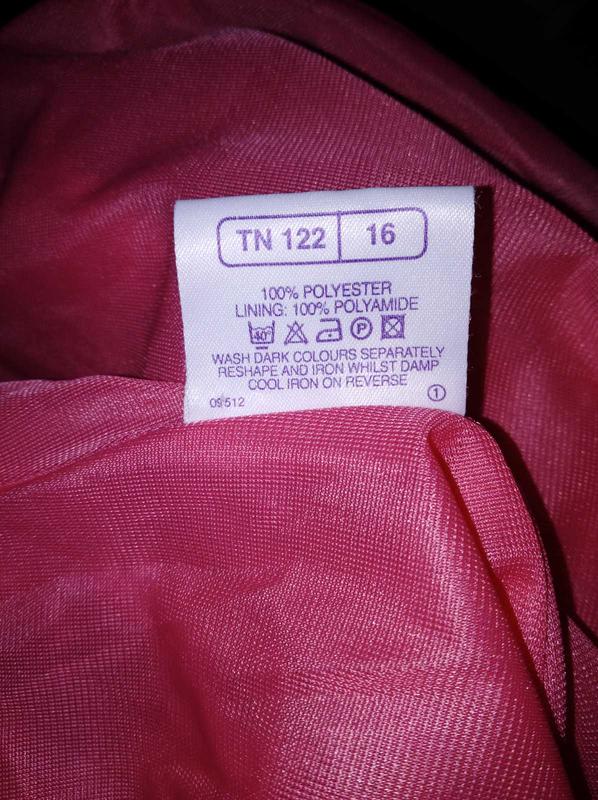 TN 122 16
100% POLYESTER
LINING: 100% POLYAMIDE
40 P
WASH DARK COLOURS SEPARATELY
RESHAPE AND IRON WHILST DAMP
COOL IRON ON REVERSE
09512 1